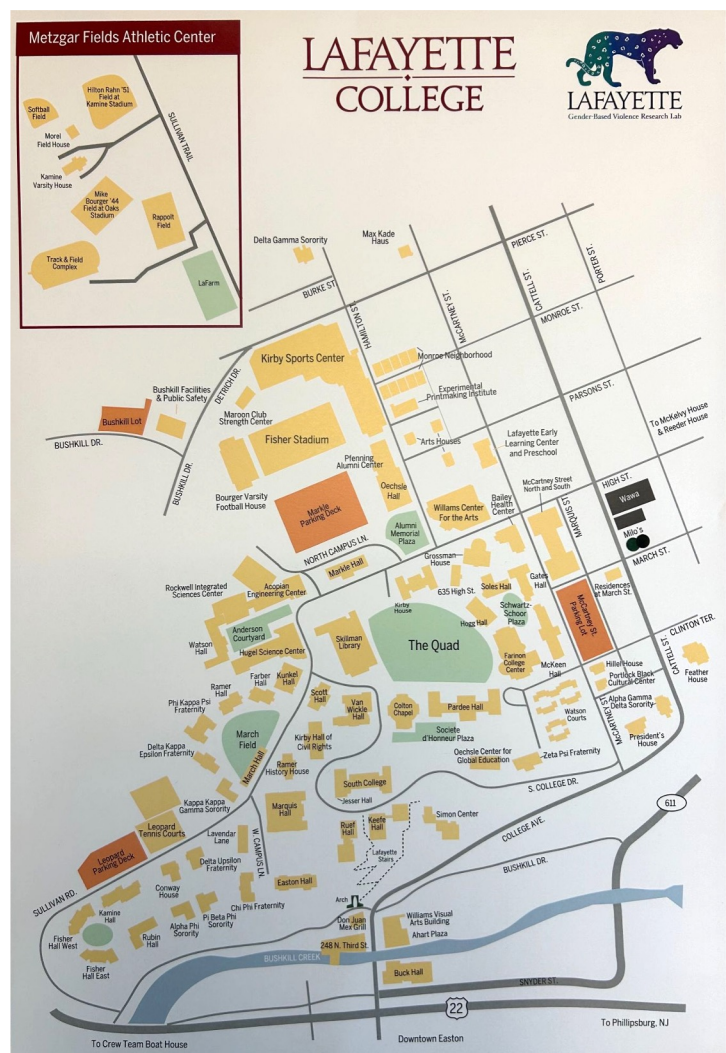 Metzgar Fields Athletic Center
Softball
Field
Hilton Rahn '51
Field at
Kamine Stadium
Morel
Field House
Kamine
Varsity House
SULLIVAN TRAIL
Mike
Bourger '44
Field at Oaks
Stadium
Rappolt
Field
Track & Field
Complex
LaFarm
LAFAYETTE
COLLEGE
LAFAYETTE
Gender-Based Violence Research Lab
Delta Gamma Sorority
Max Kade
Haus
PIERCE ST.
PORTER ST.
CATTELL ST.
BURKE ST
HAMILTON ST.
McCARTNEY ST.
MONROE ST.
Kirby Sports Center
Monroe Neighborhood
DETRICH DR.
Bushkill Facilities
& Public Safety
Experimental
Printmaking Institute
PARSONS ST.
Bushkill Lot
Maroon Club
Strength Center
To McKelvy House
& Reeder House
BUSHKILL DR.
Fisher Stadium
Arts Houses
Lafayette Early
Learning Center
and Preschool
Pfenning
Alumni Center
BUSHKILL DR.
Bourger Varsity
Football House
Oechsle
Hall
McCartney Street
North and South
HIGH ST.
Wawa
Markle
Parking Deck
Williams Center
For the Arts
Bailey
Health
Center
MARQUIS ST.
Alumni
Memorial
Plaza
Milo's
NORTH CAMPUS LN.
Grossman
House
MARCH ST.
Markle Hall
Rockwell Integrated
Sciences Center
Acopian
Engineering Center
Kirby
House
635 High St.
Soles Hall
Gates
Hall
Residences
at March St.
McCartney St.
Parking Lot
Schwartz-
Schoor
Plaza
Hogg Hall
Anderson
Courtyard
Skillman
Library
The Quad
CLINTON TER.
Watson
Hall
Hugel Science Center
Farinon
College
Center
McKeen
Hall
Hillel House
Portlock Black
Cultural Center
CATTELL ST.
Feather
House
Farber
Hall
Kunkel
Hall
Ramer
Hall
Scott
Hall
Van
Wickle
Hall
Colton
Chapel
Pardee Hall
Alpha Gamma
Delta Sorority
Phi Kappa Psi
Fraternity
Watson
Courts
McCARTNEY ST.
March
Field
Kirby Hall of
Civil Rights
Societe
d'Honneur Plaza
President's
House
Delta Kappa
Epsilon Fraternity
March Hall
Ramer
History House
Oechsle Center for
Global Education
Zeta Psi Fraternity
South College
S. COLLEGE DR.
Kappa Kappa
Gamma Sorority
Jesser Hall
611
Marquis
Hall
Leopard
Tennis Courts
Lavendar
Lane
Ruef
Hall
Keefe
Hall
Simon Center
W. CAMPUS LN.
COLLEGE AVE.
Leopard
Parking Deck
Delta Upsilon
Fraternity
Lafayette
Stairs
BUSHKILL DR.
Conway
House
Easton Hall
SULLIVAN RD.
Kamine
Hall
Chi Phi Fraternity
Arch
Pi Beta Phi
Sorority
Alpha Phi
Sorority
Don Juan
Mex Grill
Williams Visual
Arts Building
Ahart Plaza
Fisher
Hall West
Rubin
Hall
248 N. Third St.
BUSHKILL CREEK
Fisher
Hall East
Buck Hall
SNYDER ST.
22
To Phillipsburg, NJ
To Crew Team Boat House
Downtown Easton